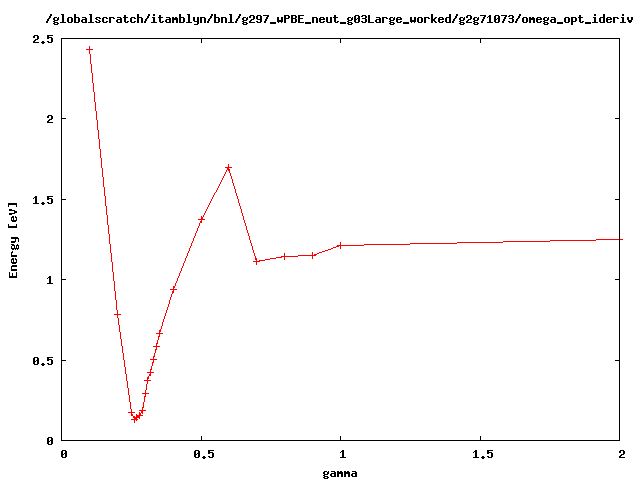 /globalscratch/itamblyn/bnl/g297_wPBE_neut_g03Large_worked/g2g71073/omega_opt_ideriv
2.5
2
1.5
1
0.5
0
Energy [eV]
0 0.5 1 1.5 2
gamma